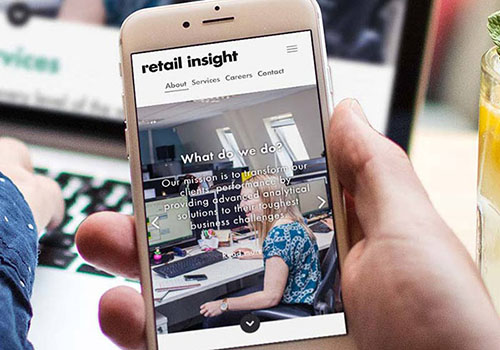 retail insight
About Services Careers Contact
What do we do?
Our mission is to transform our
clients' performance by
providing advanced analytical
solutions to their toughest
business challenges.